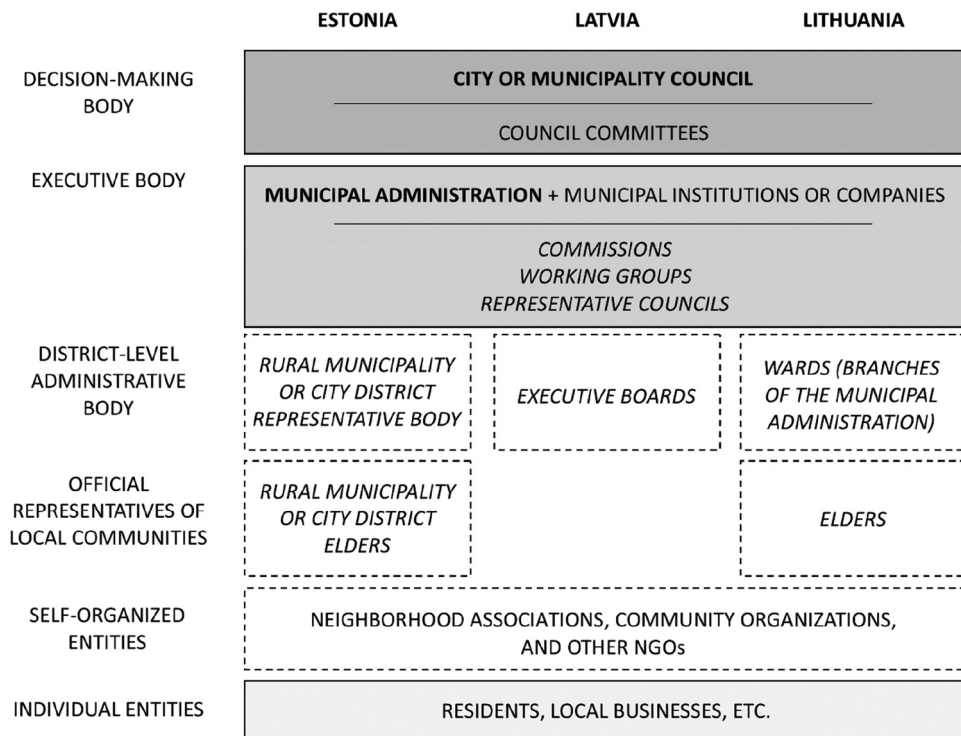 ESTONIA
LATVIA
LITHUANIA
DECISION-MAKING
BODY
CITY OR MUNICIPALITY COUNCIL
COUNCIL COMMITTEES
EXECUTIVE BODY
MUNICIPAL ADMINISTRATION + MUNICIPAL INSTITUTIONS OR COMPANIES
COMMISSIONS
WORKING GROUPS
REPRESENTATIVE COUNCILS
DISTRICT-LEVEL
ADMINISTRATIVE
BODY
RURAL MUNICIPALITY
OR CITY DISTRICT
REPRESENTATIVE BODY
EXECUTIVE BOARDS
WARDS (BRANCHES
OF THE MUNICIPAL
ADMINISTRATION)
OFFICIAL
REPRESENTATIVES OF
LOCAL COMMUNITIES
RURAL MUNICIPALITY
OR CITY DISTRICT
ELDERS
ELDERS
SELF-ORGANIZED
ENTITIES
NEIGHBORHOOD ASSOCIATIONS, COMMUNITY ORGANIZATIONS,
AND OTHER NGOs
INDIVIDUAL ENTITIES
RESIDENTS, LOCAL BUSINESSES, ETC.